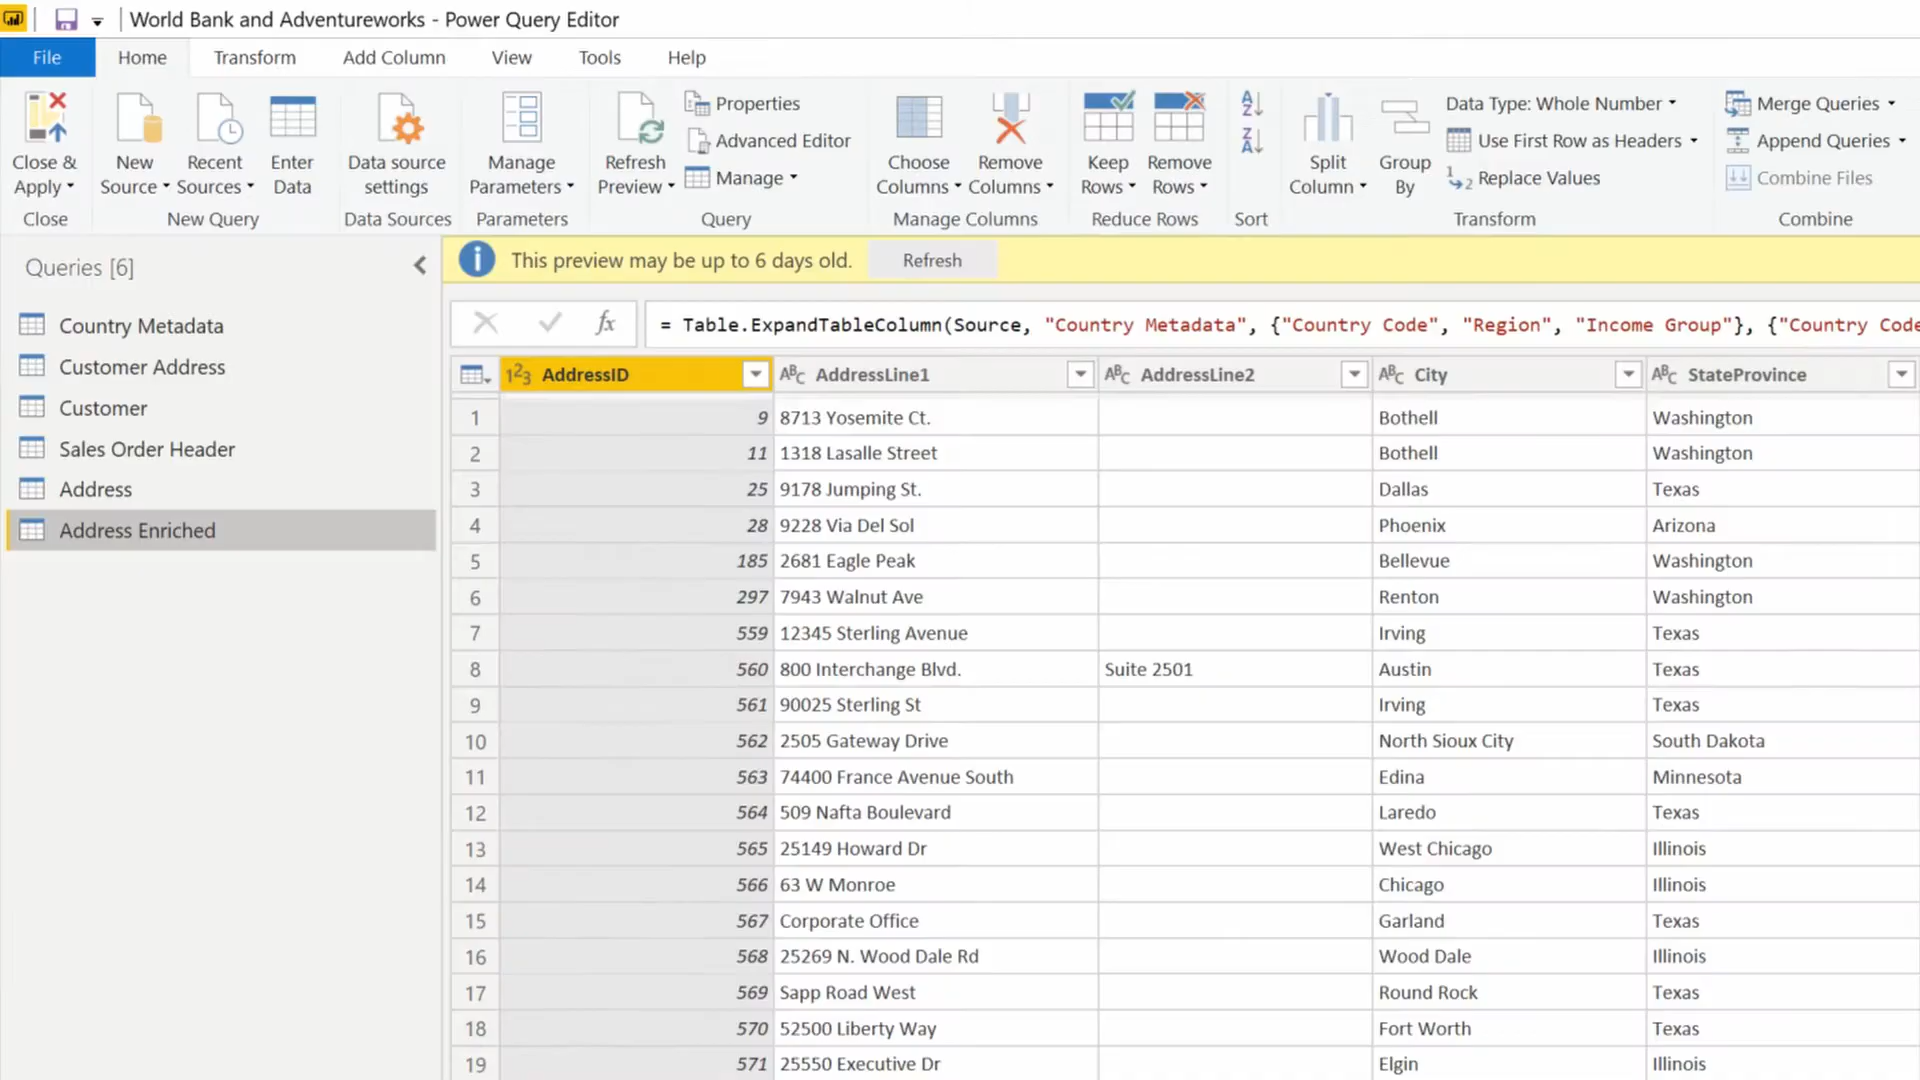 World Bank and Adventureworks - Power Query Editor
File Home Transform Add Column View Tools Help
Close & Apply
New Source
Recent Sources
Enter Data
Data source settings
Manage Parameters
Refresh Preview
Properties
Advanced Editor
Manage
Choose Columns
Remove Columns
Keep Rows
Remove Rows
Split Column
Group By
Data Type: Whole Number
Use First Row as Headers
1 2 Replace Values
Merge Queries
Append Queries
Combine Files
Close New Query Data Sources Parameters Query Manage Columns Reduce Rows Sort Transform Combine
Queries [6]
Country Metadata
Customer Address
Customer
Sales Order Header
Address
Address Enriched
This preview may be up to 6 days old. Refresh
fx = Table.ExpandTableColumn(Source, "Country Metadata", {"Country Code", "Region", "Income Group"}, {"Country Code
123 AddressID ABC AddressLine1 ABC AddressLine2 ABC City ABC StateProvince
1 9 8713 Yosemite Ct. Bothell Washington
2 11 1318 Lasalle Street Bothell Washington
3 25 9178 Jumping St. Dallas Texas
4 28 9228 Via Del Sol Phoenix Arizona
5 185 2681 Eagle Peak Bellevue Washington
6 297 7943 Walnut Ave Renton Washington
7 559 12345 Sterling Avenue Irving Texas
8 560 800 Interchange Blvd. Suite 2501 Austin Texas
9 561 90025 Sterling St Irving Texas
10 562 2505 Gateway Drive North Sioux City South Dakota
11 563 74400 France Avenue South Edina Minnesota
12 564 509 Nafta Boulevard Laredo Texas
13 565 25149 Howard Dr West Chicago Illinois
14 566 63 W Monroe Chicago Illinois
15 567 Corporate Office Garland Texas
16 568 25269 N. Wood Dale Rd Wood Dale Illinois
17 569 Sapp Road West Round Rock Texas
18 570 52500 Liberty Way Fort Worth Texas
19 571 25550 Executive Dr Elgin Illinois